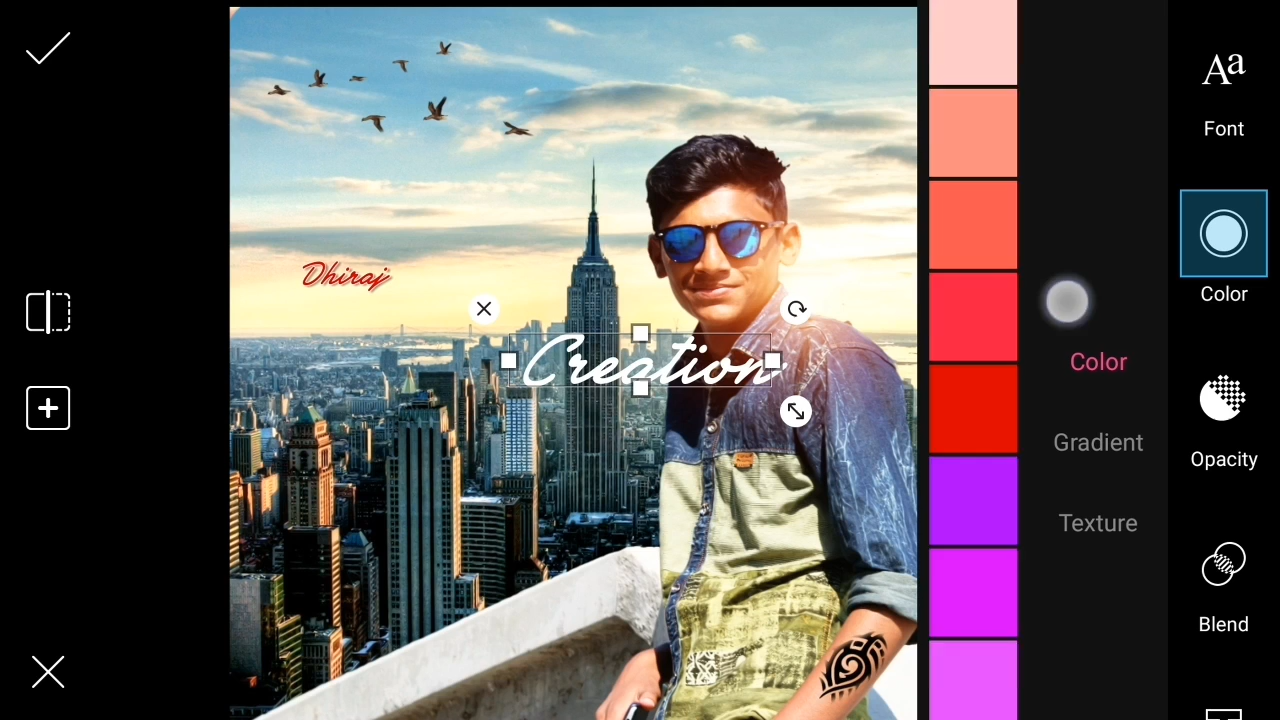 Dhiraj
Creation
Font
Color
Color
Gradient
Opacity
Texture
Blend